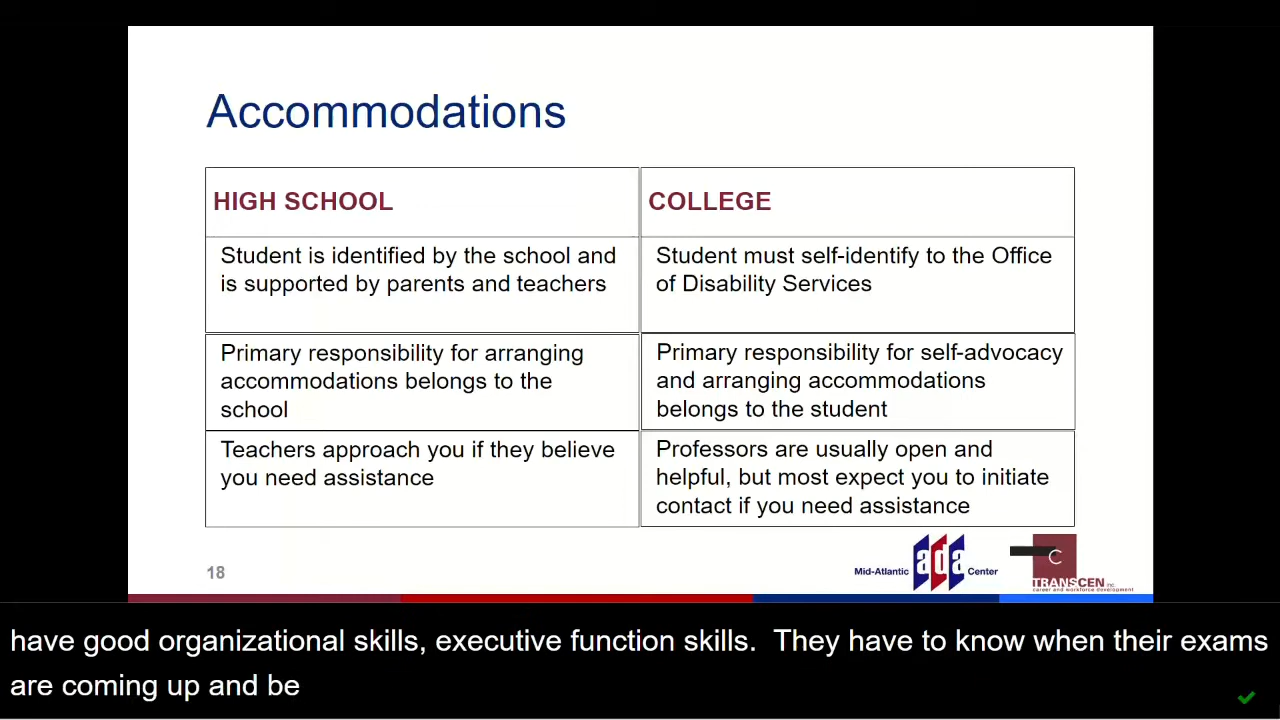 Accommodations
HIGH SCHOOL
COLLEGE
Student is identified by the school and
is supported by parents and teachers
Student must self-identify to the Office
of Disability Services
Primary responsibility for arranging
accommodations belongs to the
school
Primary responsibility for self-advocacy
and arranging accommodations
belongs to the student
Teachers approach you if they believe
you need assistance
Professors are usually open and
helpful, but most expect you to initiate
contact if you need assistance
18
Mid-Atlantic ada Center
C
TRANSCEN inc.
career and workforce development
have good organizational skills, executive function skills.  They have to know when their exams
are coming up and be